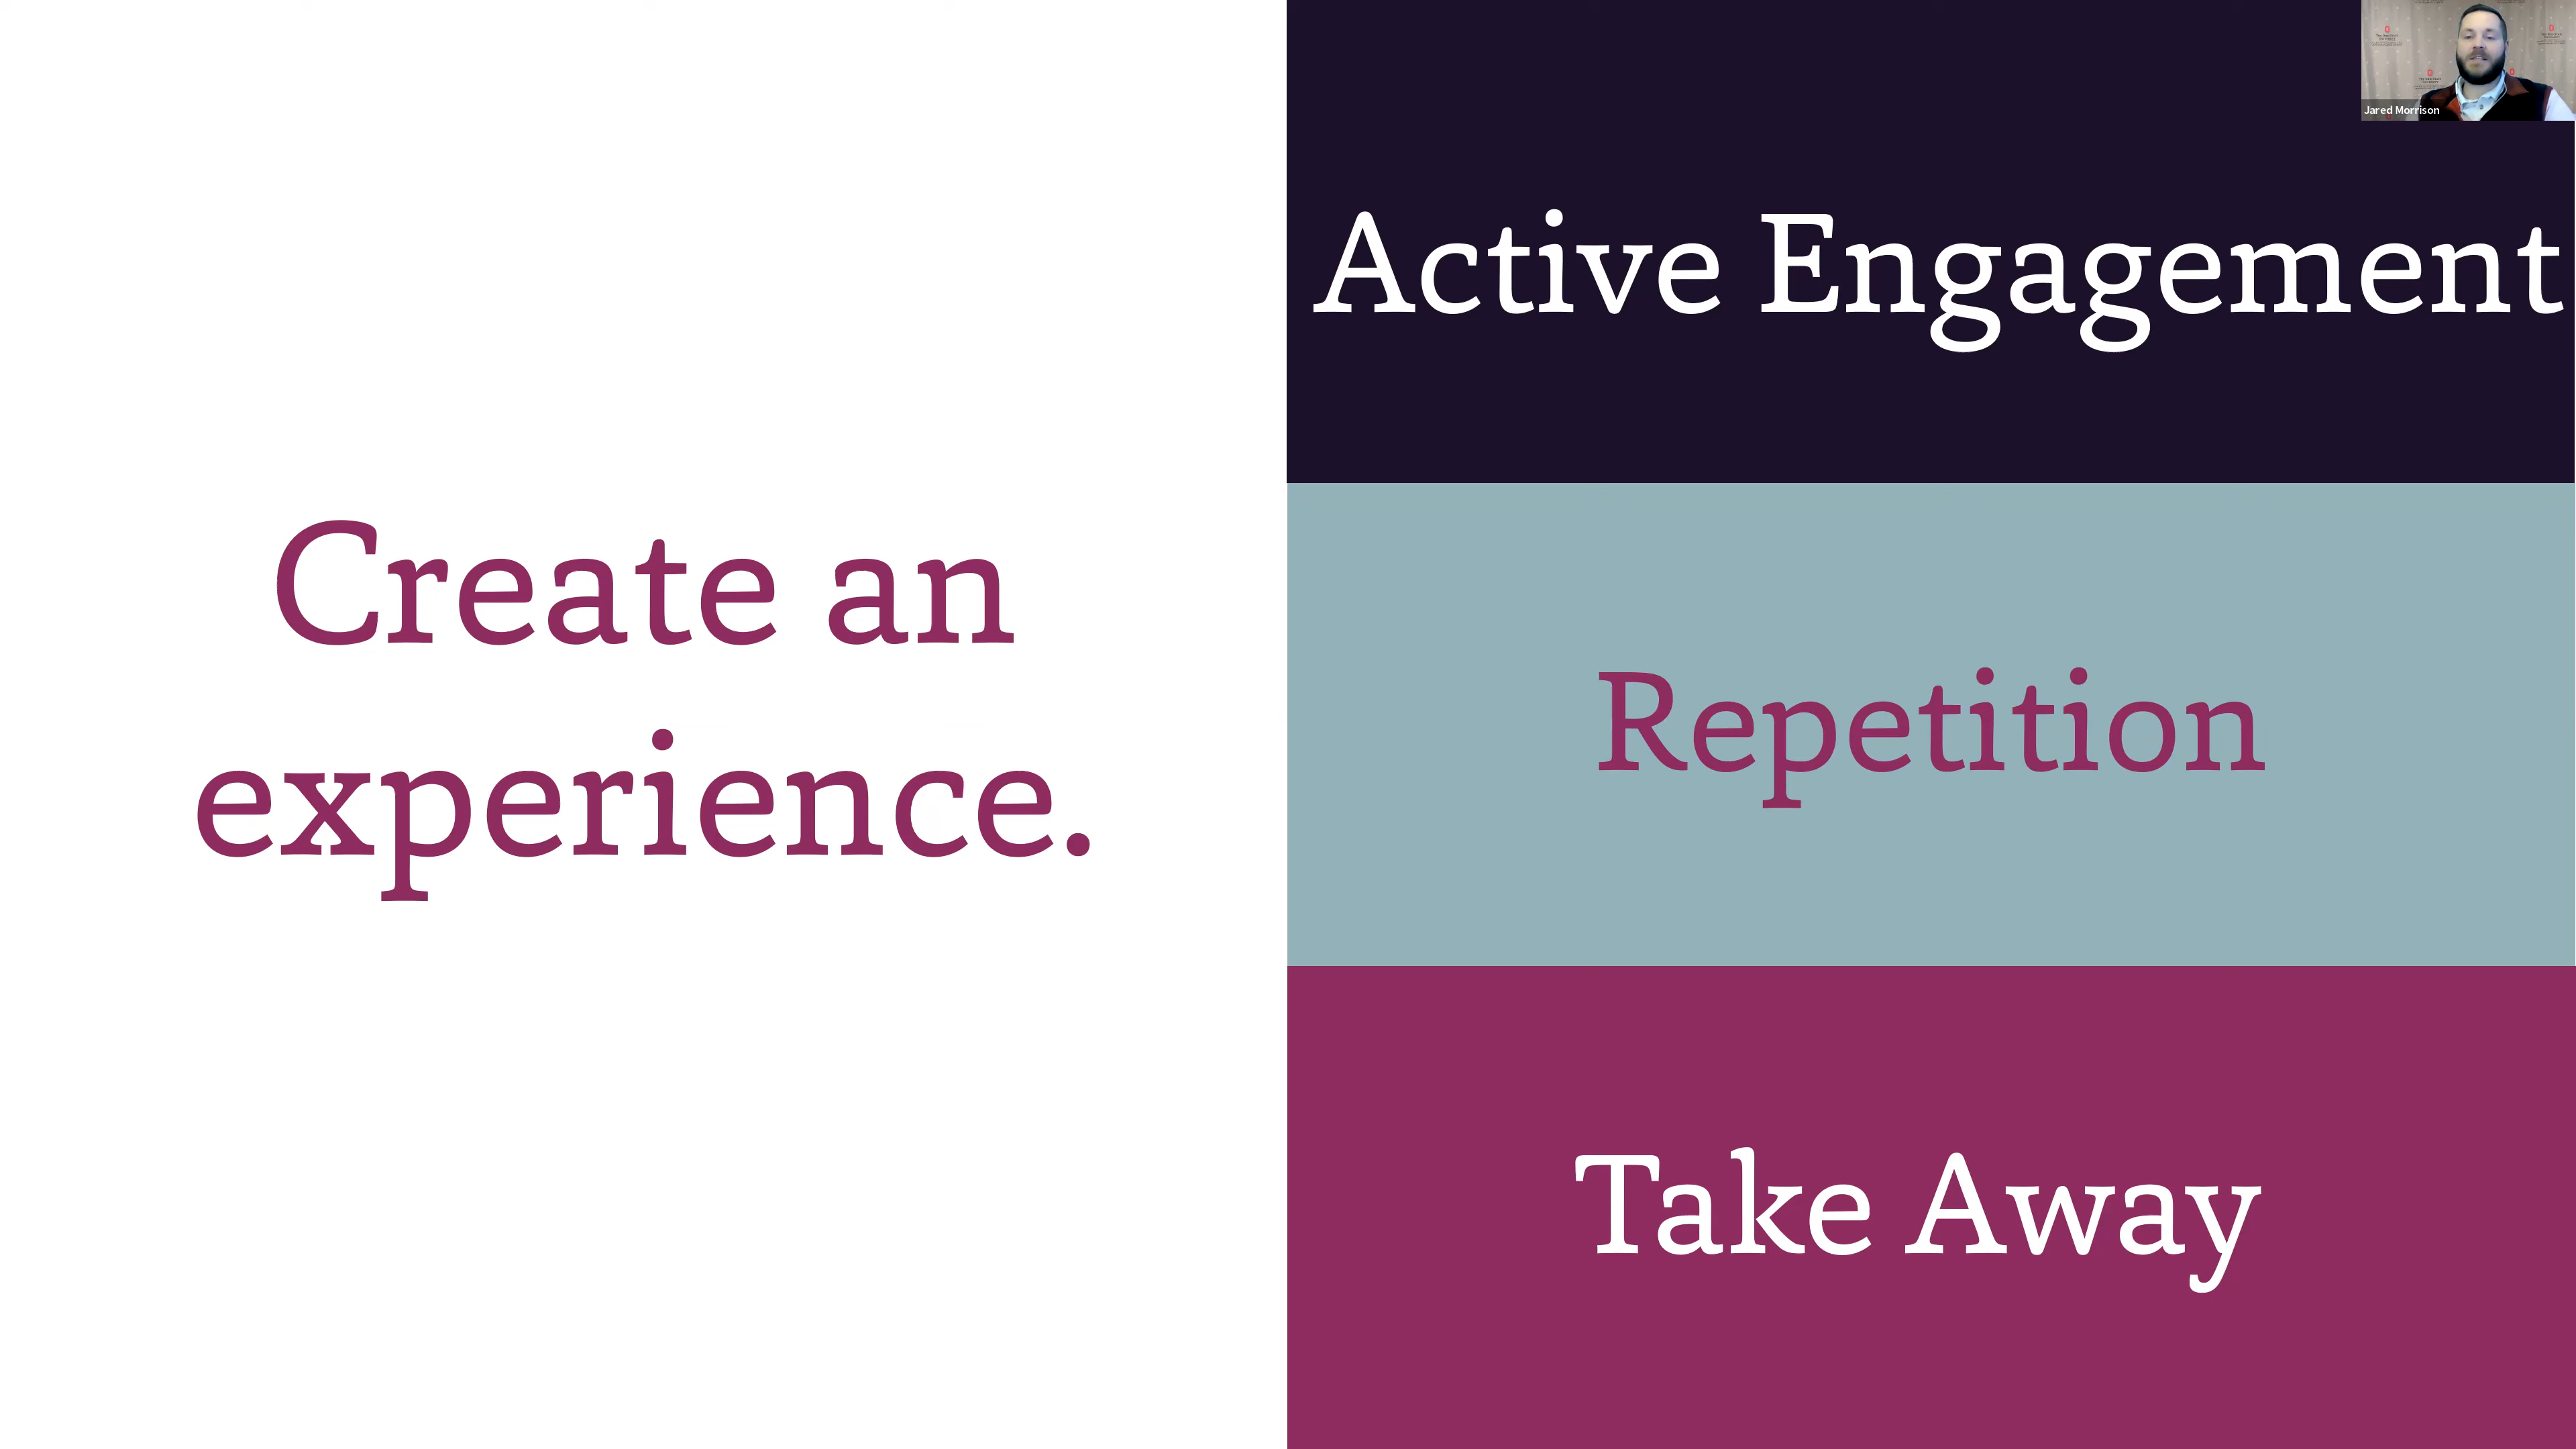 Create an
experience.
Active Engagement
Repetition
Take Away
Jared Morrison